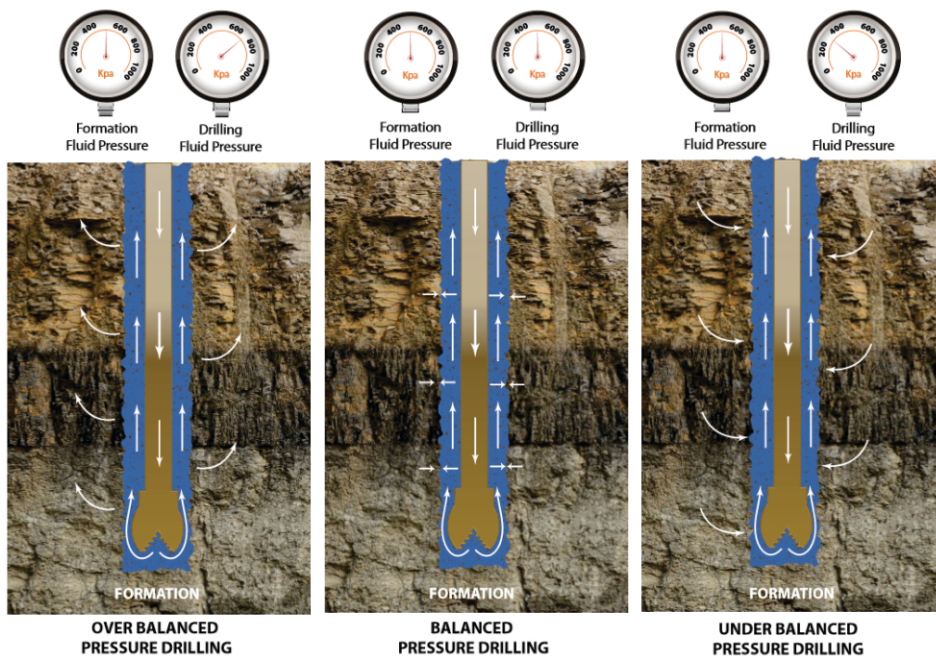 0 200 400 600 800 1000
Kpa
0 200 400 600 800 1000
Kpa
0 200 400 600 800 1000
Kpa
0 200 400 600 800 1000
Kpa
0 200 400 600 800 1000
Kpa
0 200 400 600 800 1000
Kpa
Formation
Fluid Pressure
Drilling
Fluid Pressure
Formation
Fluid Pressure
Drilling
Fluid Pressure
Formation
Fluid Pressure
Drilling
Fluid Pressure
FORMATION
FORMATION
FORMATION
OVER BALANCED
PRESSURE DRILLING
BALANCED
PRESSURE DRILLING
UNDER BALANCED
PRESSURE DRILLING